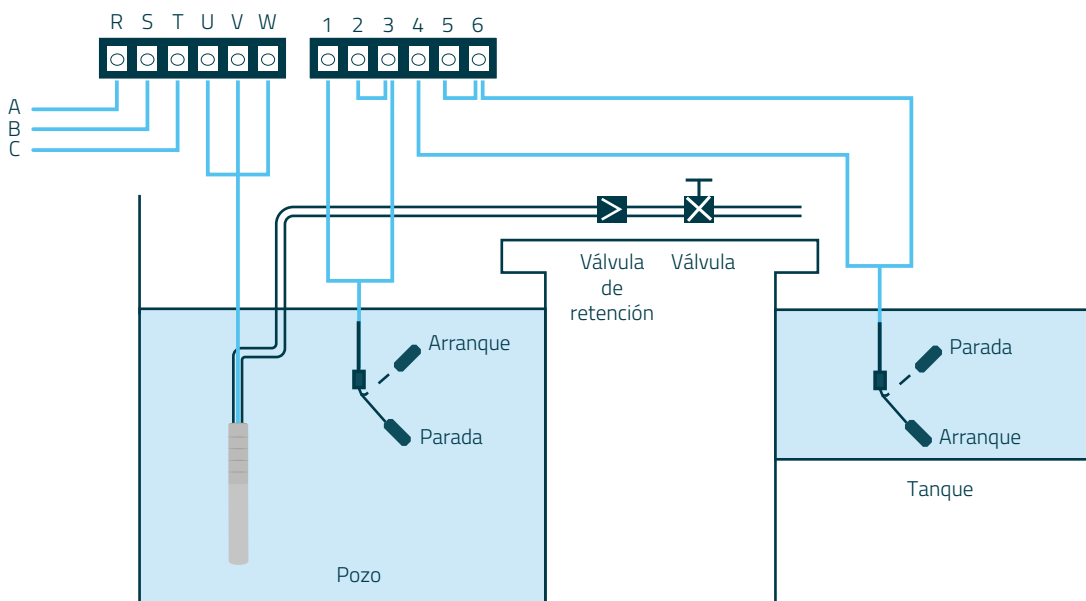 R S T U V W
1 2 3 4 5 6
A
B
C
Válvula
de
retención
Válvula
Arranque
Parada
Parada
Arranque
Tanque
Pozo